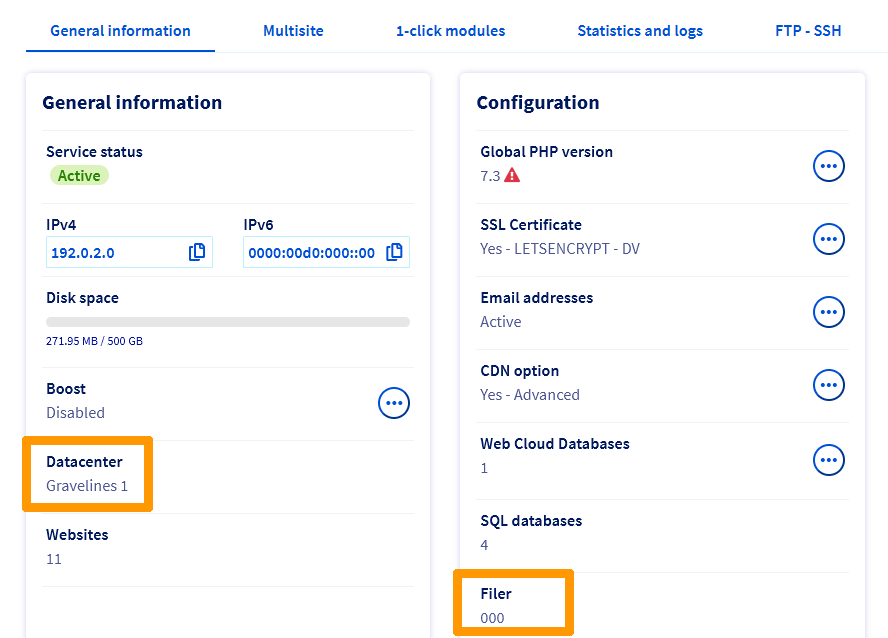 General information
Multisite
1-click modules
Statistics and logs
FTP - SSH
General information
Service status
Active
IPv4
IPv6
192.0.2.0
0000:00d0:000::00
Disk space
271.95 MB / 500 GB
Boost
Disabled
Datacenter
Gravelines 1
Websites
11
Configuration
Global PHP version
7.3
SSL Certificate
Yes - LETSENCRYPT - DV
Email addresses
Active
CDN option
Yes - Advanced
Web Cloud Databases
1
SQL databases
4
Filer
000